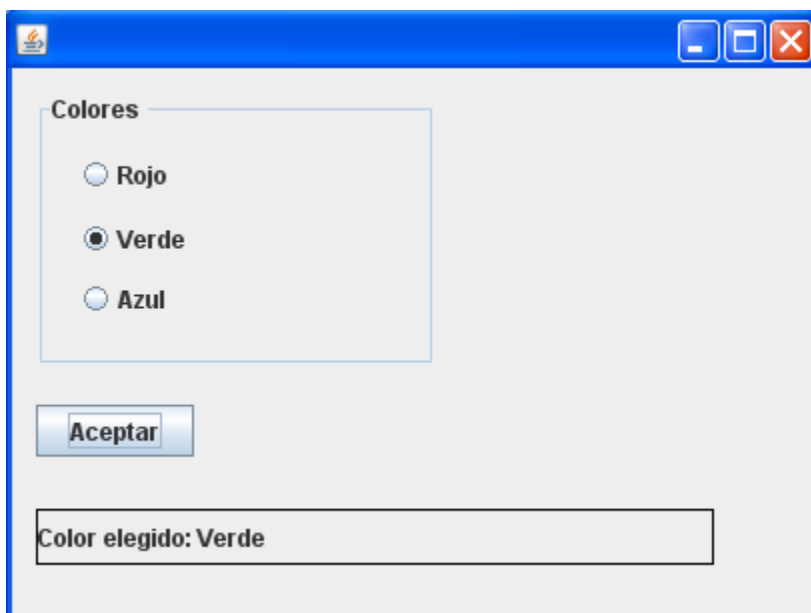 Colores
Rojo
Verde
Azul
Aceptar
Color elegido: Verde